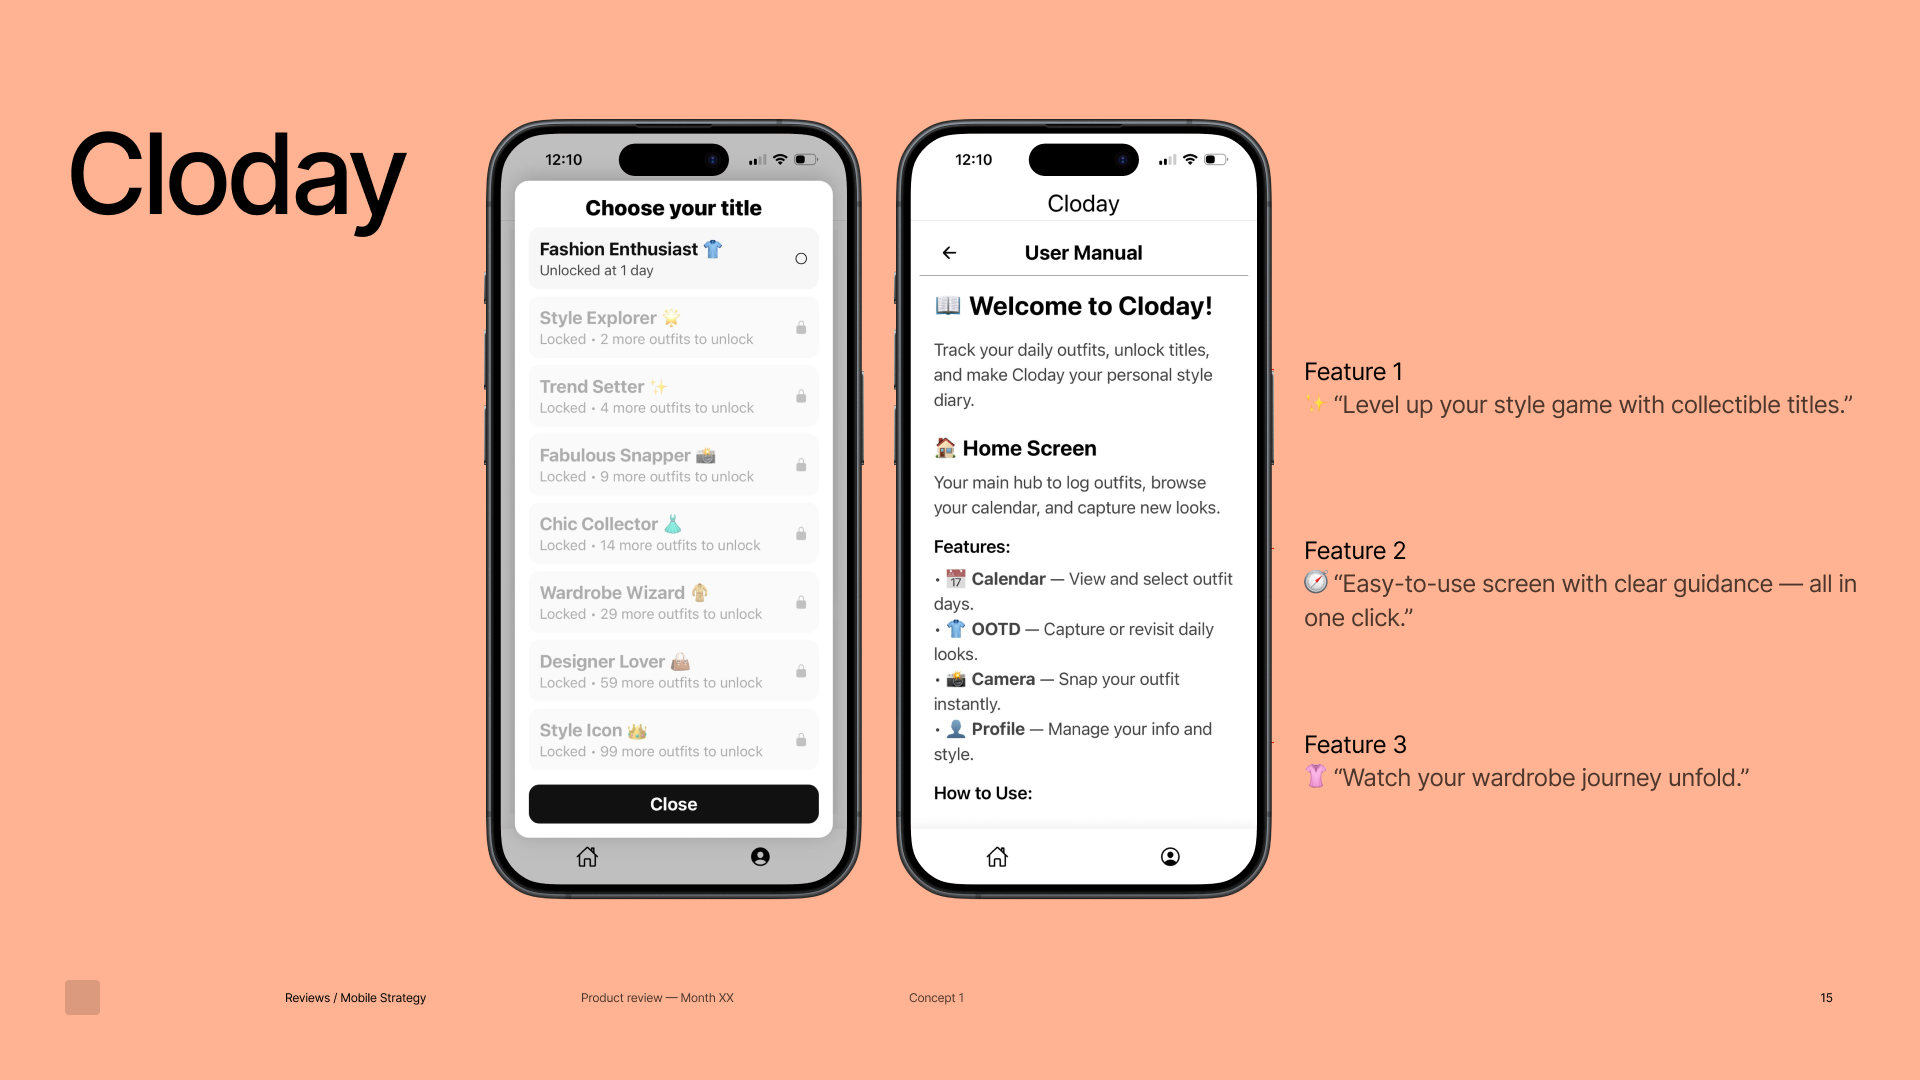 Cloday
12:10
Choose your title
Fashion Enthusiast 👕
Unlocked at 1 day
Style Explorer 🌟
Locked • 2 more outfits to unlock
Trend Setter ✨
Locked • 4 more outfits to unlock
Fabulous Snapper 📸
Locked • 9 more outfits to unlock
Chic Collector 👗
Locked • 14 more outfits to unlock
Wardrobe Wizard 🧥
Locked • 29 more outfits to unlock
Designer Lover 👜
Locked • 59 more outfits to unlock
Style Icon 👑
Locked • 99 more outfits to unlock
Close
12:10
Cloday
User Manual
📖 Welcome to Cloday!
Track your daily outfits, unlock titles,
and make Cloday your personal style
diary.
🏠 Home Screen
Your main hub to log outfits, browse
your calendar, and capture new looks.
Features:
• 📅 Calendar — View and select outfit
days.
• 👕 OOTD — Capture or revisit daily
looks.
• 📸 Camera — Snap your outfit
instantly.
• 👤 Profile — Manage your info and
style.
How to Use:
Feature 1
✨ “Level up your style game with collectible titles.”
Feature 2
🧭 “Easy-to-use screen with clear guidance — all in
one click.”
Feature 3
👚 “Watch your wardrobe journey unfold.”
Reviews / Mobile Strategy
Product review — Month XX
Concept 1
15